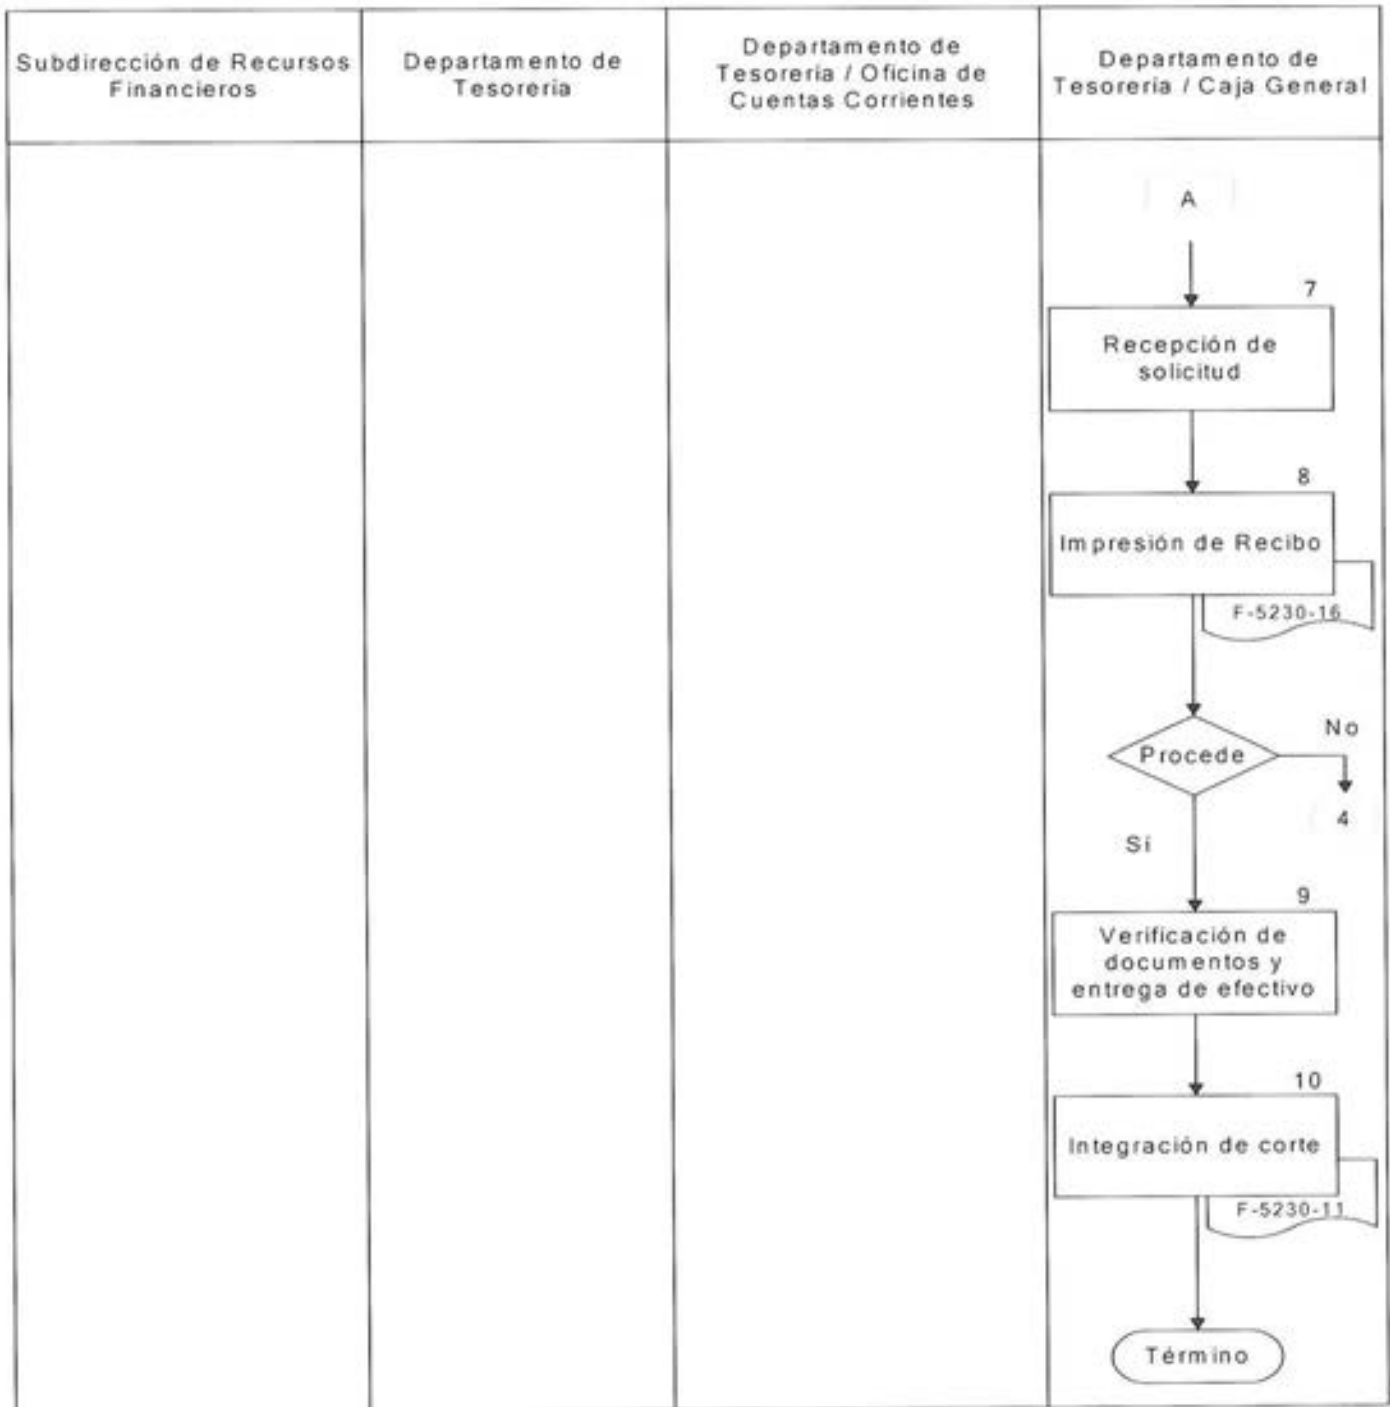 Subdirección de Recursos
Financieros
Departamento de
Tesorería
Departamento de
Tesorería / Oficina de
Cuentas Corrientes
Departamento de
Tesorería / Caja General
A
7
Recepción de
solicitud
8
Impresión de Recibo
F-5230-16
Procede
No
4
Sí
9
Verificación de
documentos y
entrega de efectivo
10
Integración de corte
F-5230-11
Término